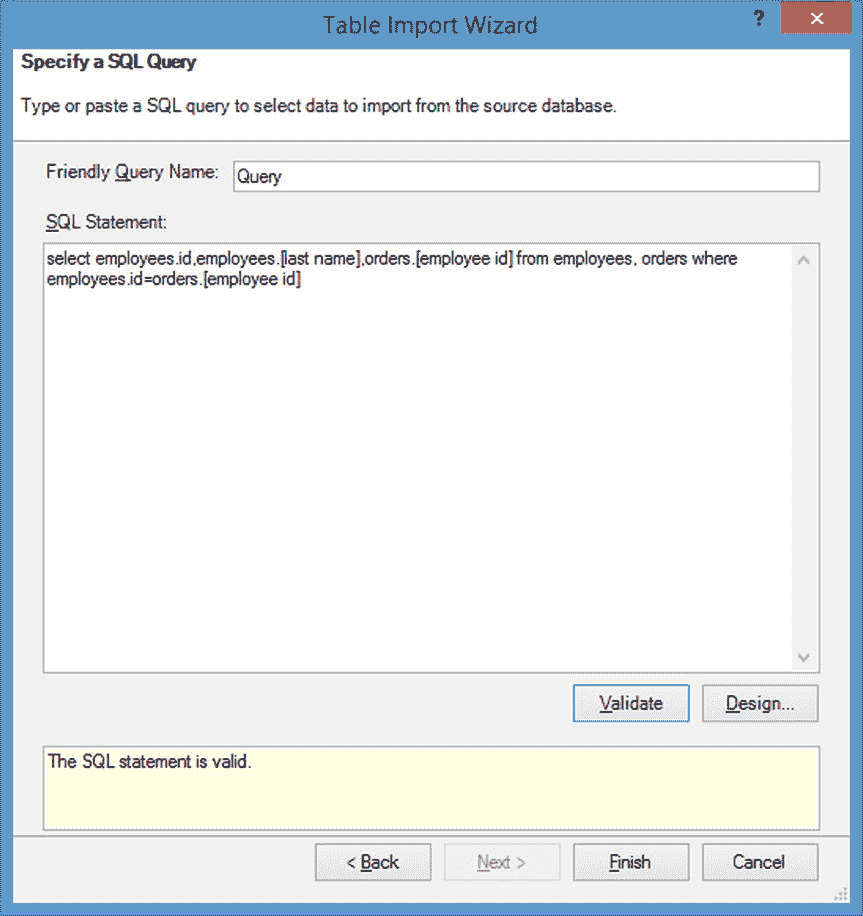 Table Import Wizard
?
Specify a SQL Query
Type or paste a SQL query to select data to import from the source database.
Friendly Query Name:
Query
SQL Statement:
select employees.id,employees.[last name],orders.[employee id] from employees, orders where
employees.id=orders.[employee id]
Validate
Design...
The SQL statement is valid.
< Back
Next >
Finish
Cancel